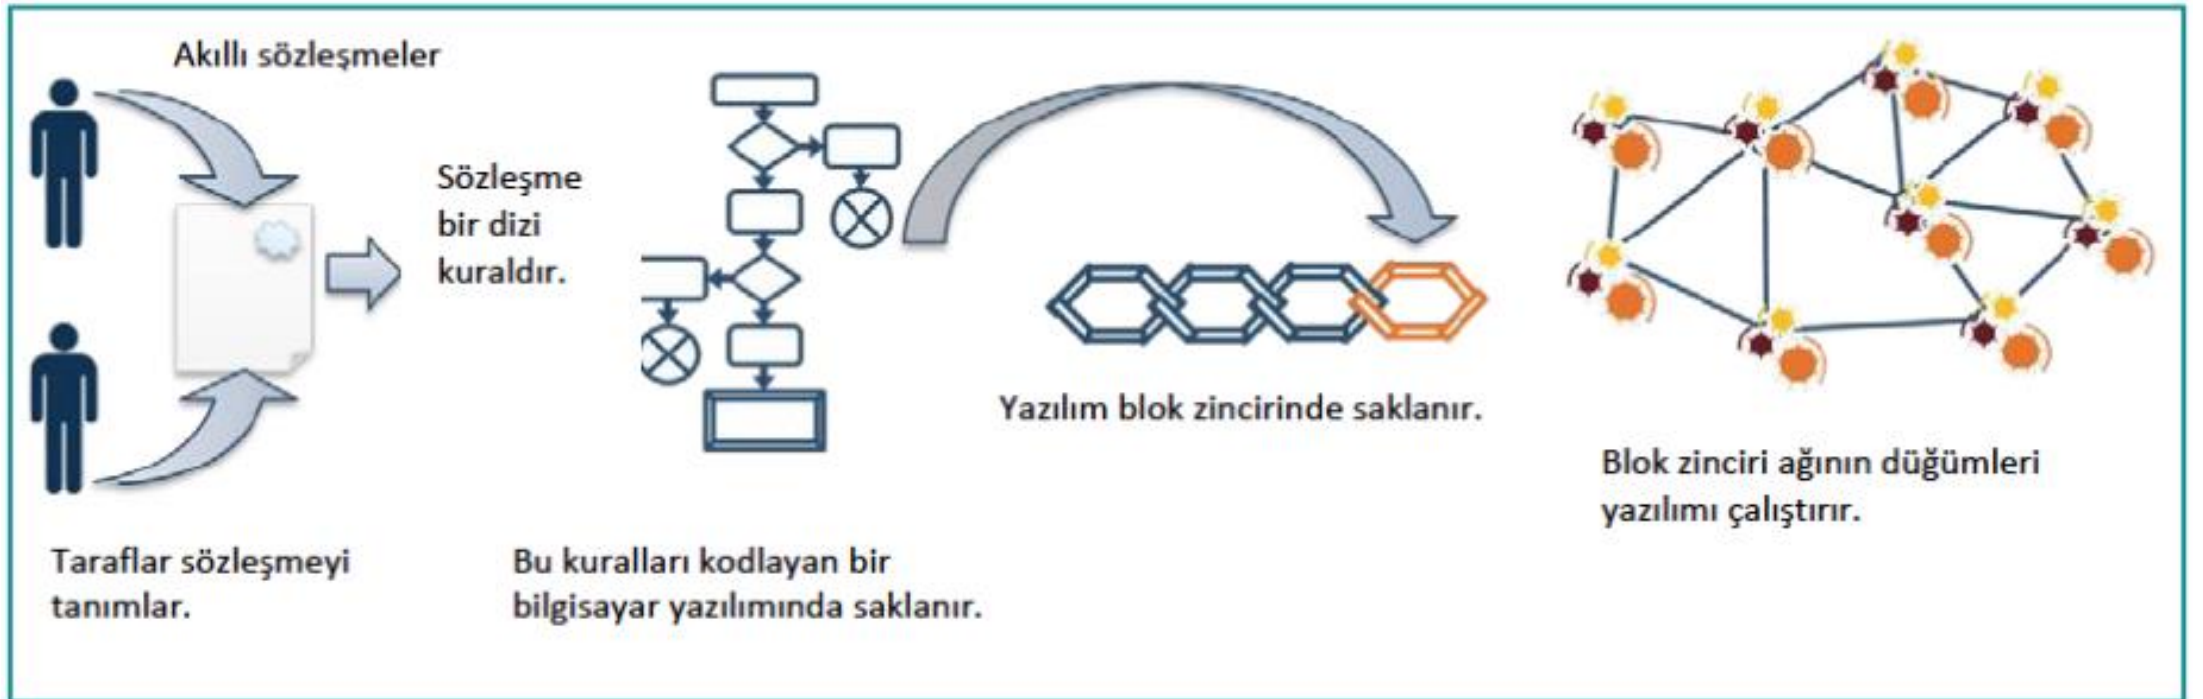 Akıllı sözleşmeler
Sözleşme
bir dizi
kuraldır.
Taraflar sözleşmeyi
tanımlar.
Bu kuralları kodlayan bir
bilgisayar yazılımında saklanır.
Yazılım blok zincirinde saklanır.
Blok zinciri ağının düğümleri
yazılımı çalıştırır.